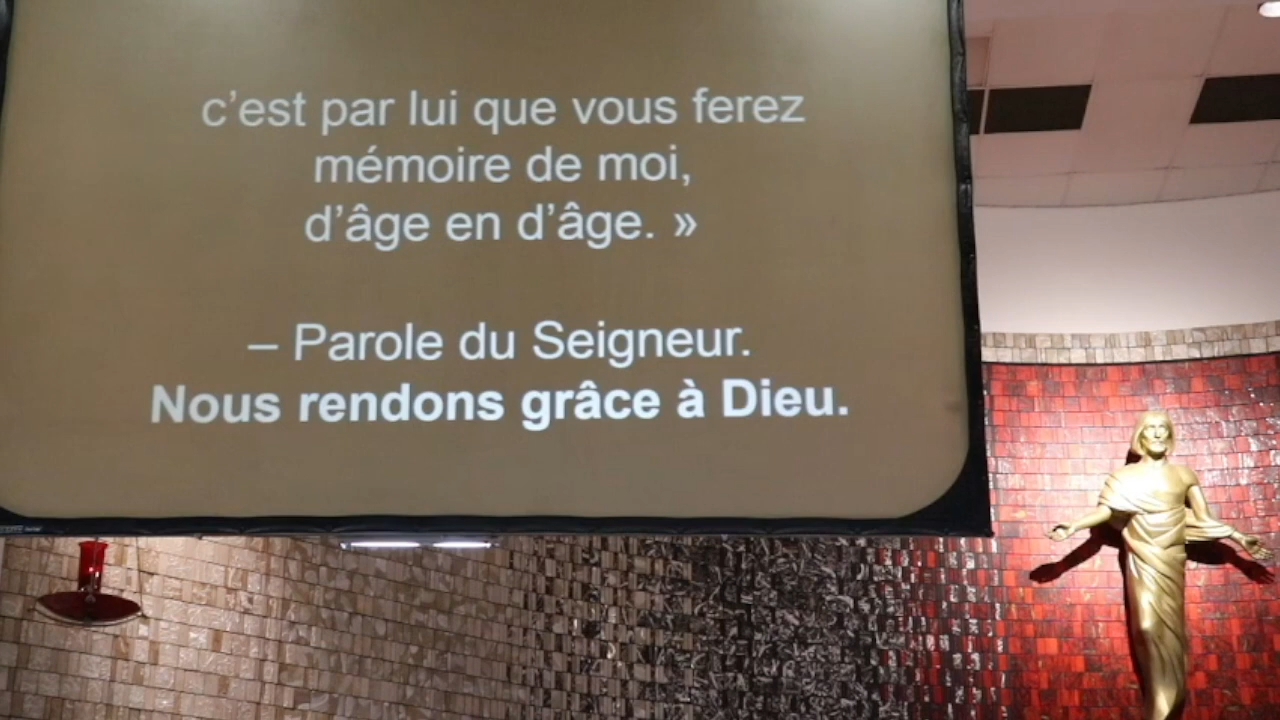 c’est par lui que vous ferez
mémoire de moi,
d’âge en d’âge. »
– Parole du Seigneur.
Nous rendons grâce à Dieu.